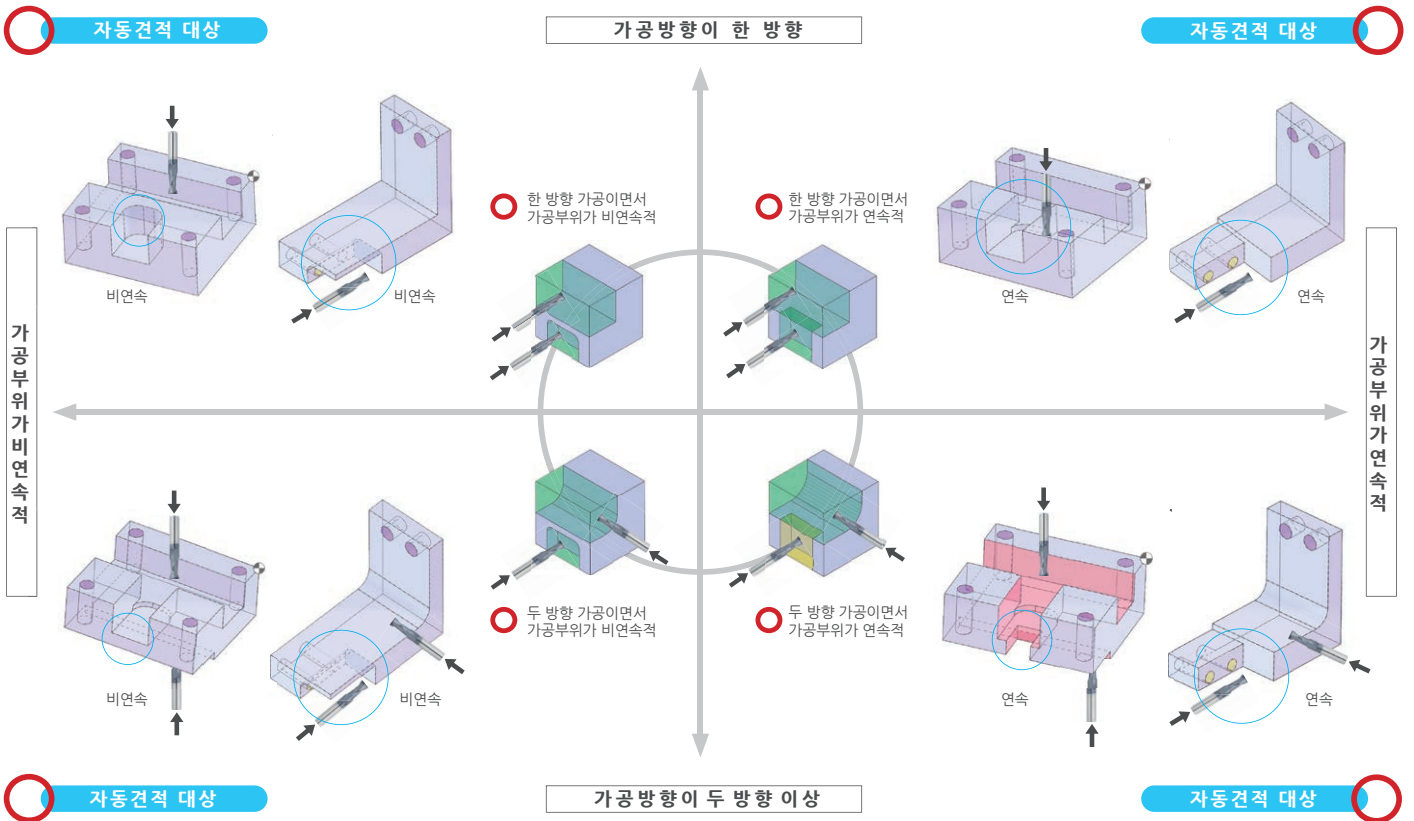 자동견적 대상
가공방향이 한 방향
자동견적 대상
한 방향 가공이면서
가공부위가 비연속적
한 방향 가공이면서
가공부위가 연속적
비연속
비연속
연속
연속
가공부위가비연속적
가공부위가연속적
두 방향 가공이면서
가공부위가 비연속적
두 방향 가공이면서
가공부위가 연속적
비연속
비연속
연속
연속
자동견적 대상
가공방향이 두 방향 이상
자동견적 대상